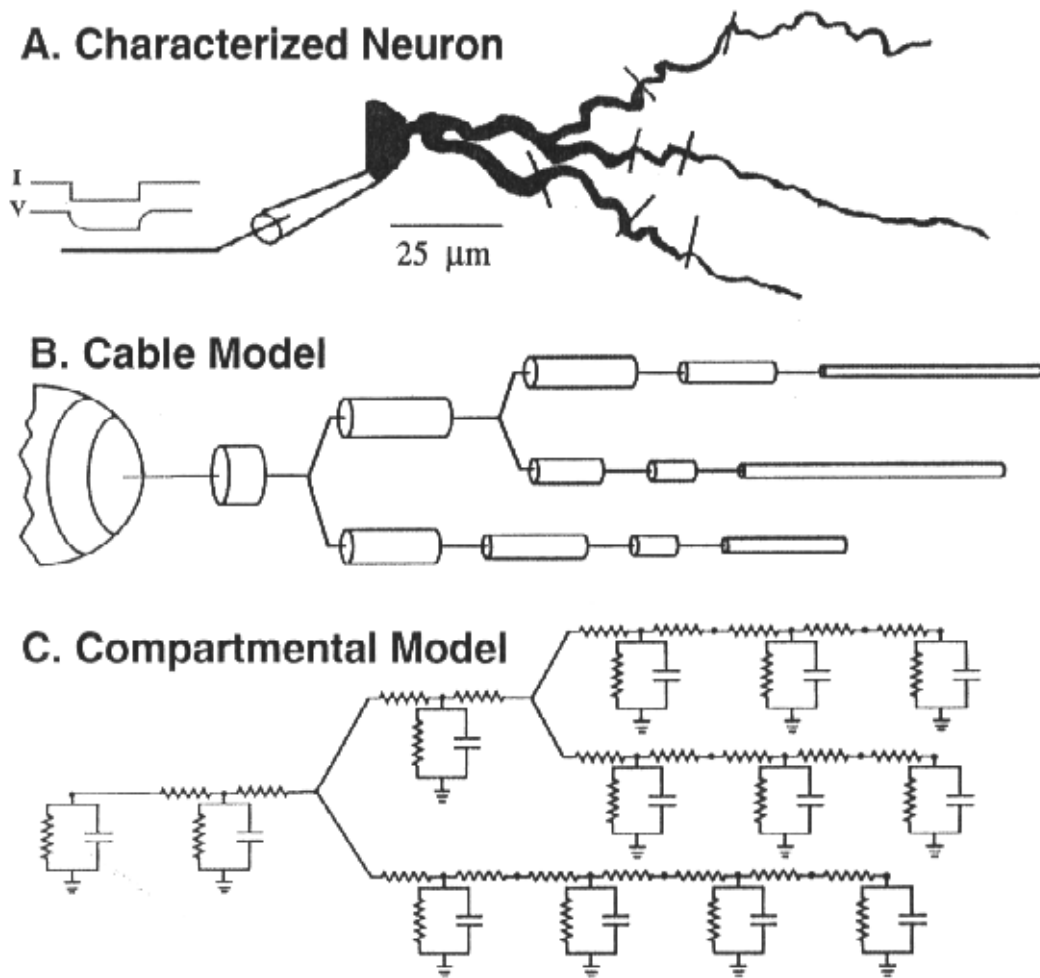 A. Characterized Neuron
I
V
25 μm
B. Cable Model
C. Compartmental Model